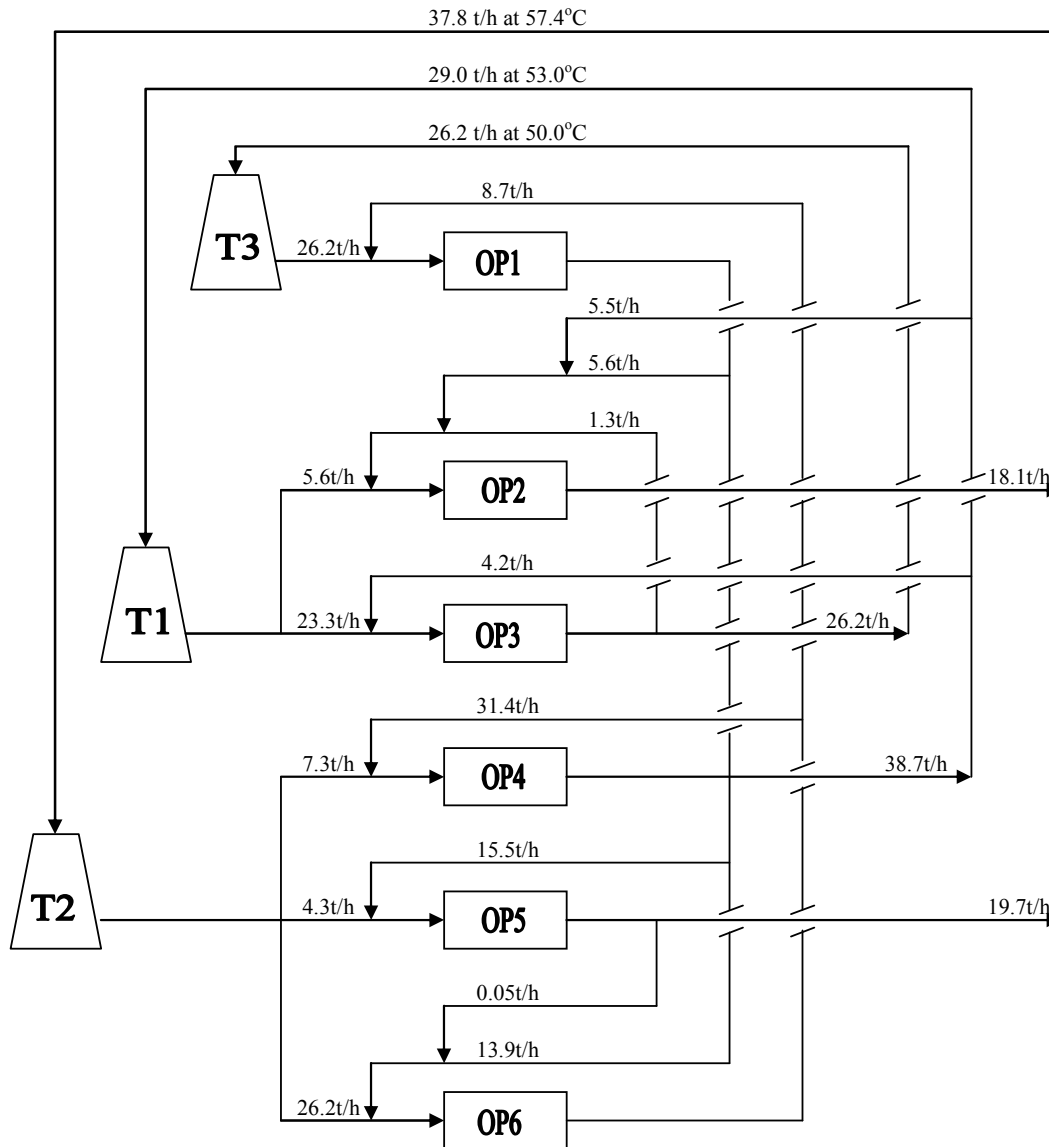 37.8 t/h at 57.4°C
29.0 t/h at 53.0°C
26.2 t/h at 50.0°C
8.7t/h
T3
26.2t/h
OP1
5.5t/h
5.6t/h
1.3t/h
5.6t/h
OP2
18.1t/h
4.2t/h
T1
23.3t/h
OP3
26.2t/h
31.4t/h
7.3t/h
OP4
38.7t/h
15.5t/h
T2
4.3t/h
OP5
19.7t/h
0.05t/h
13.9t/h
26.2t/h
OP6